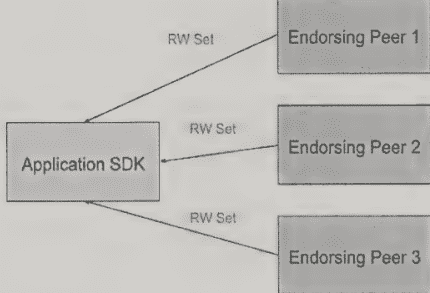 RW Set
Endorsing Peer 1
RW Set
Endorsing Peer 2
Application SDK
RW Set
Endorsing Peer 3